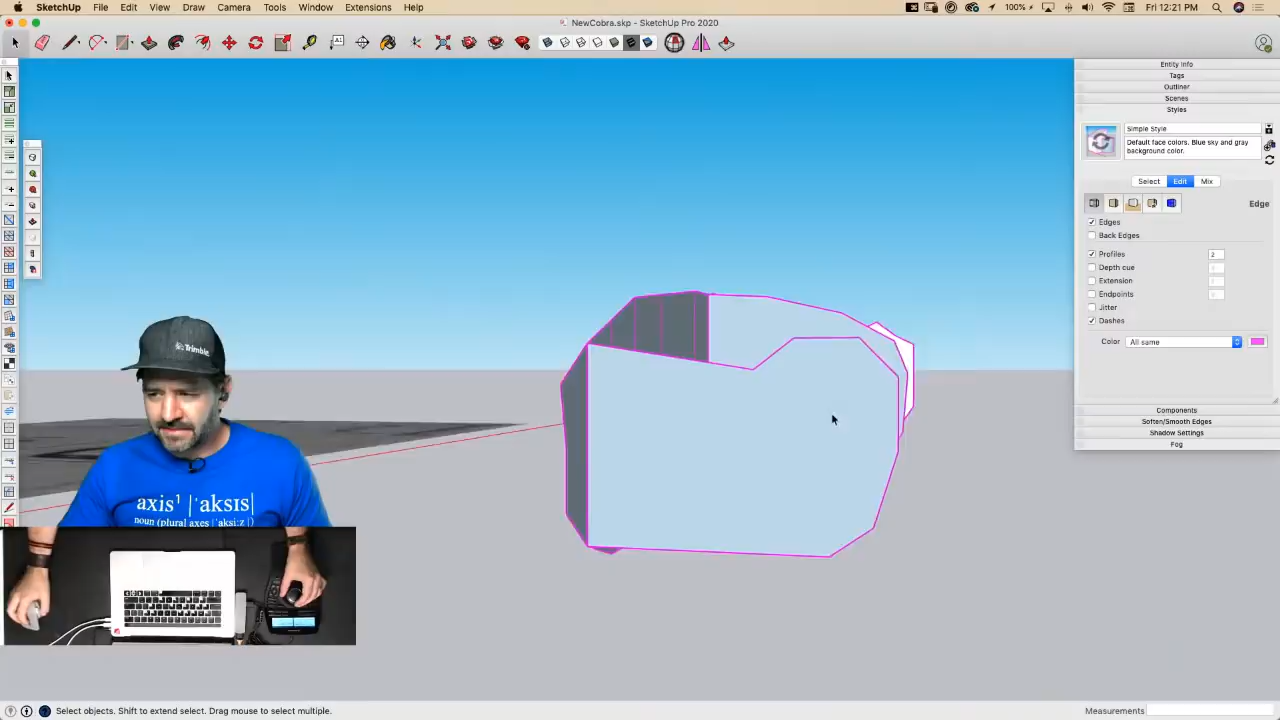 SketchUp File Edit View Draw Camera Tools Window Extensions Help
100% Fri 12:21 PM
NewCobra.skp - SketchUp Pro 2020
Entity Info
Tags
Outliner
Scenes
Styles
Simple Style
Default face colors. Blue sky and gray
background color.
Select Edit Mix
Edge
Edges
Back Edges
Profiles 2
Depth cue
Extension
Endpoints
Jitter
Dashes
Color All same
Components
Soften/Smooth Edges
Shadow Settings
Fog
Trimble
axis¹ |ˈaksɪs|
noun (plural axes |ˈakˌsiːz|)
Select objects. Shift to extend select. Drag mouse to select multiple.
Measurements